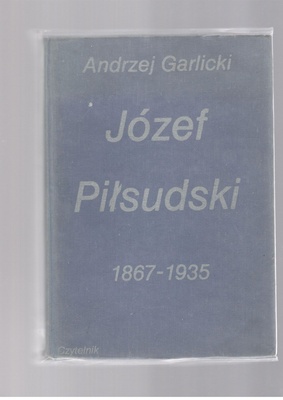 Andrzej Garlicki
Józef
Piłsudski
1867-1935
Czytelnik